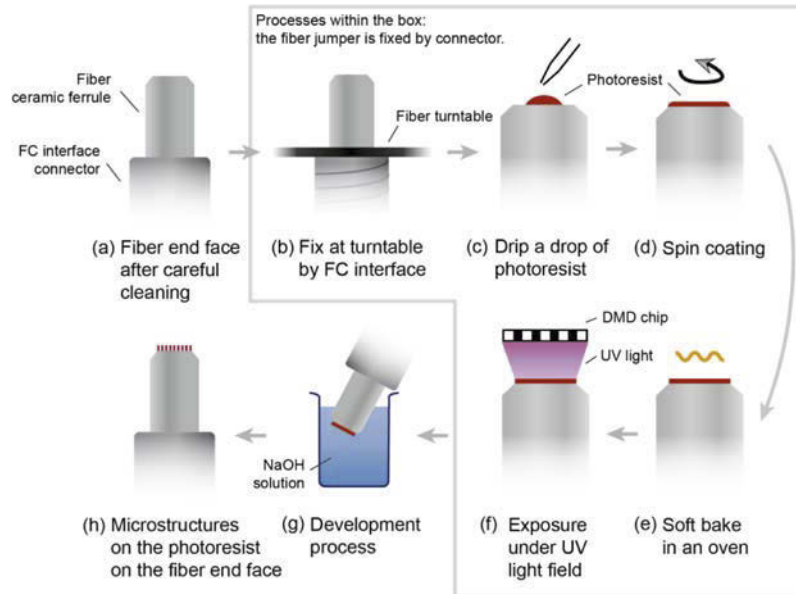 Processes within the box:
the fiber jumper is fixed by connector.
Fiber
ceramic ferrule
FC interface
connector
Fiber turntable
Photoresist
(a) Fiber end face
after careful
cleaning
(b) Fix at turntable
by FC interface
(c) Drip a drop of
photoresist
(d) Spin coating
DMD chip
UV light
NaOH
solution
(h) Microstructures
on the photoresist
on the fiber end face
(g) Development
process
(f) Exposure
under UV
light field
(e) Soft bake
in an oven